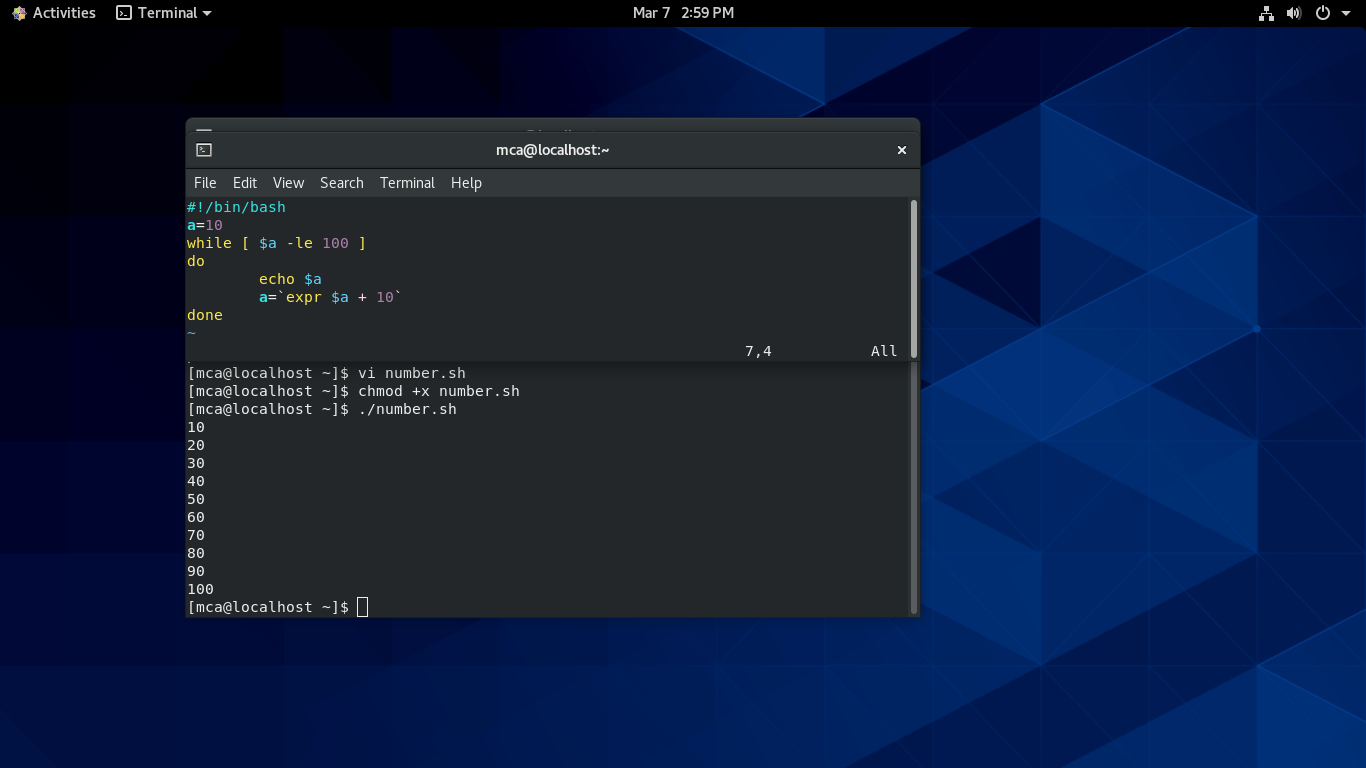 Activities Terminal Mar 7 2:59 PM
mca@localhost:~
File Edit View Search Terminal Help
#!/bin/bash
a=10
while [ $a -le 100 ]
do
        echo $a
        a=`expr $a + 10`
done
~
7,4 All
[mca@localhost ~]$ vi number.sh
[mca@localhost ~]$ chmod +x number.sh
[mca@localhost ~]$ ./number.sh
10
20
30
40
50
60
70
80
90
100
[mca@localhost ~]$